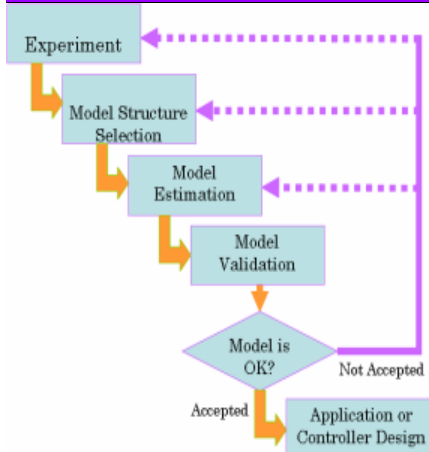 Experiment
Model Structure
Selection
Model
Estimation
Model
Validation
Model is
OK?
Not Accepted
Accepted
Application or
Controller Design